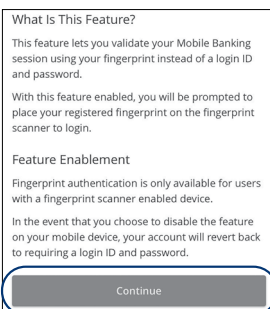 What Is This Feature?
This feature lets you validate your Mobile Banking
session using your fingerprint instead of a login ID
and password.
With this feature enabled, you will be prompted to
place your registered fingerprint on the fingerprint
scanner to login.
Feature Enablement
Fingerprint authentication is only available for users
with a fingerprint scanner enabled device.
In the event that you choose to disable the feature
on your mobile device, your account will revert back
to requiring a login ID and password.
Continue